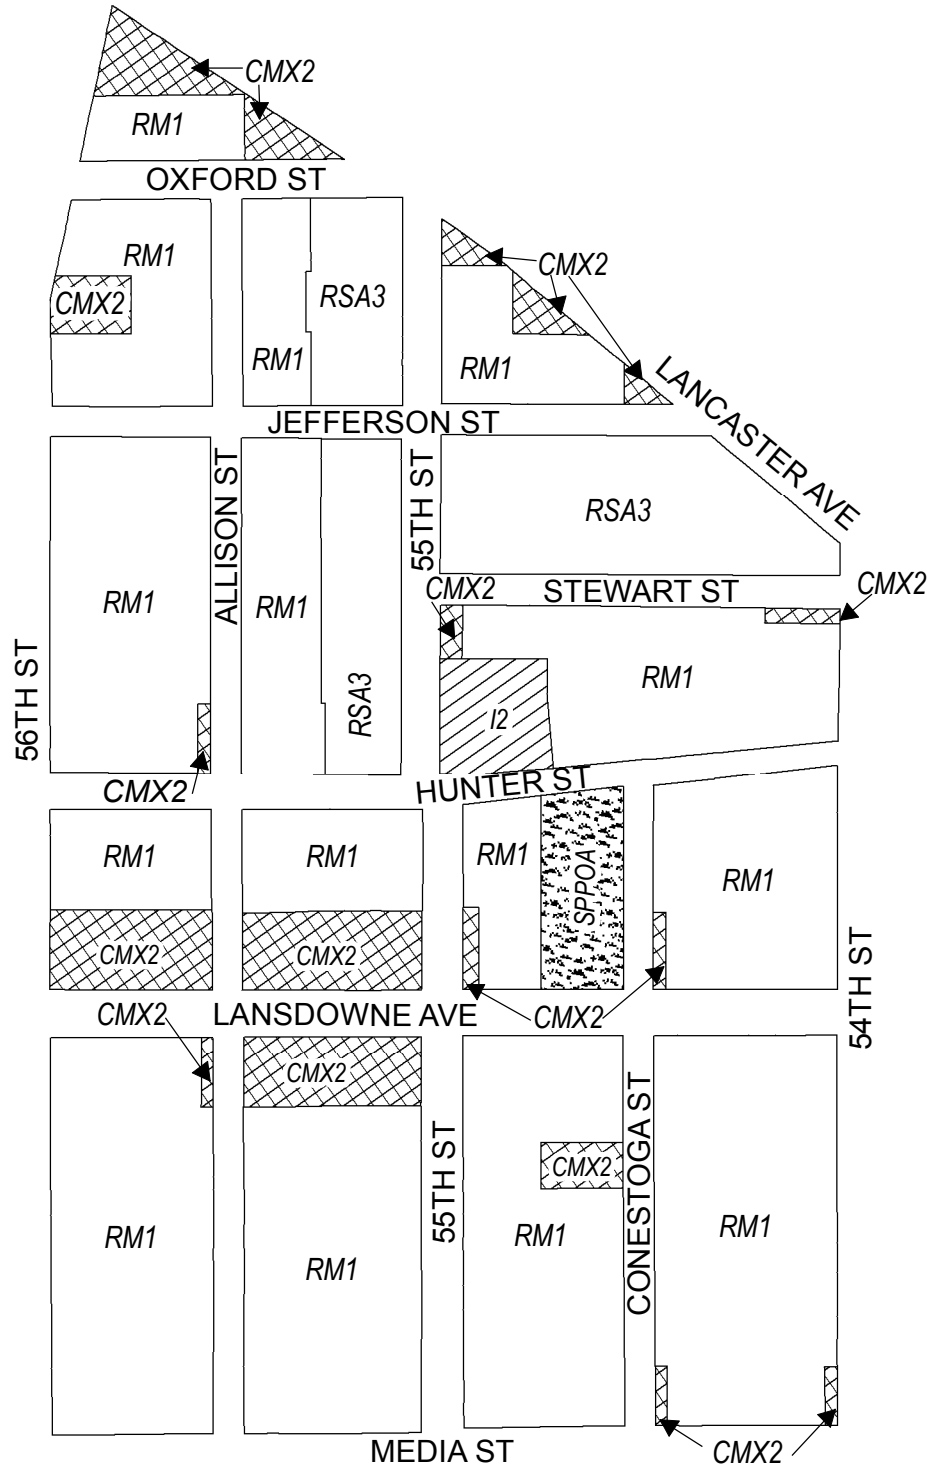 CMX2
RM1
OXFORD ST
RM1
CMX2
RSA3
RM1
CMX2
RM1
LANCASTER AVE
JEFFERSON ST
ALLISON ST
55TH ST
RSA3
CMX2
STEWART ST
CMX2
RM1
RM1
RM1
56TH ST
RSA3
I2
CMX2
HUNTER ST
RM1
RM1
RM1
SPPOA
RM1
CMX2
CMX2
54TH ST
CMX2
LANSDOWNE AVE
CMX2
CMX2
55TH ST
CMX2
CONESTOGA ST
RM1
RM1
RM1
RM1
MEDIA ST
CMX2